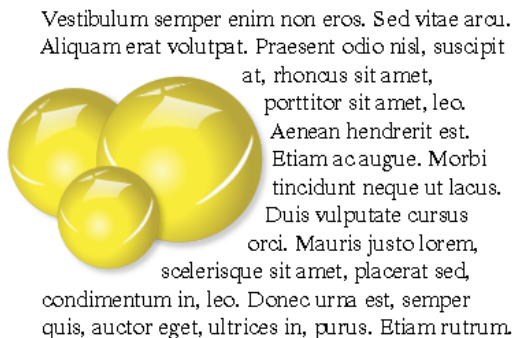 Vestibulum semper enim non eros. Sed vitae arcu.
Aliquam erat volutpat. Praesent odio nisl, suscipit
at, rhoncus sit amet,
porttitor sit amet, leo.
Aenean hendrerit est.
Etiam ac augue. Morbi
tincidunt neque ut lacus.
Duis vulputate cursus
orci. Mauris justo lorem,
scelerisque sit amet, placerat sed,
condimentum in, leo. Donec urna est, semper
quis, auctor eget, ultrices in, purus. Etiam rutrum.